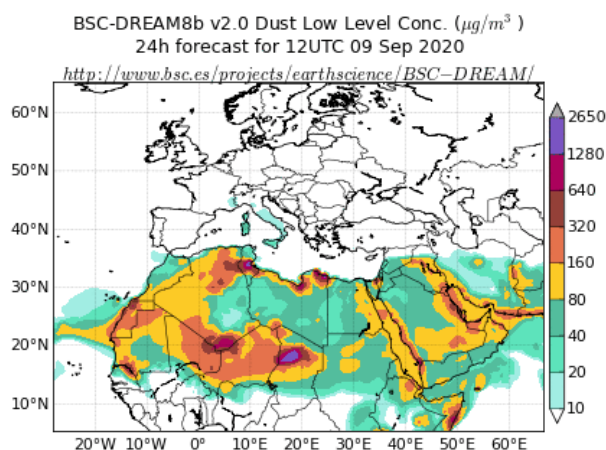 BSC-DREAM8b v2.0 Dust Low Level Conc. (μg/m³ )
24h forecast for 12UTC 09 Sep 2020
http://www.bsc.es/projects/earthscience/BSC−DREAM/
60°N
50°N
40°N
30°N
20°N
10°N
20°W
10°W
0°
10°E
20°E
30°E
40°E
50°E
60°E
2650
1280
640
320
160
80
40
20
10